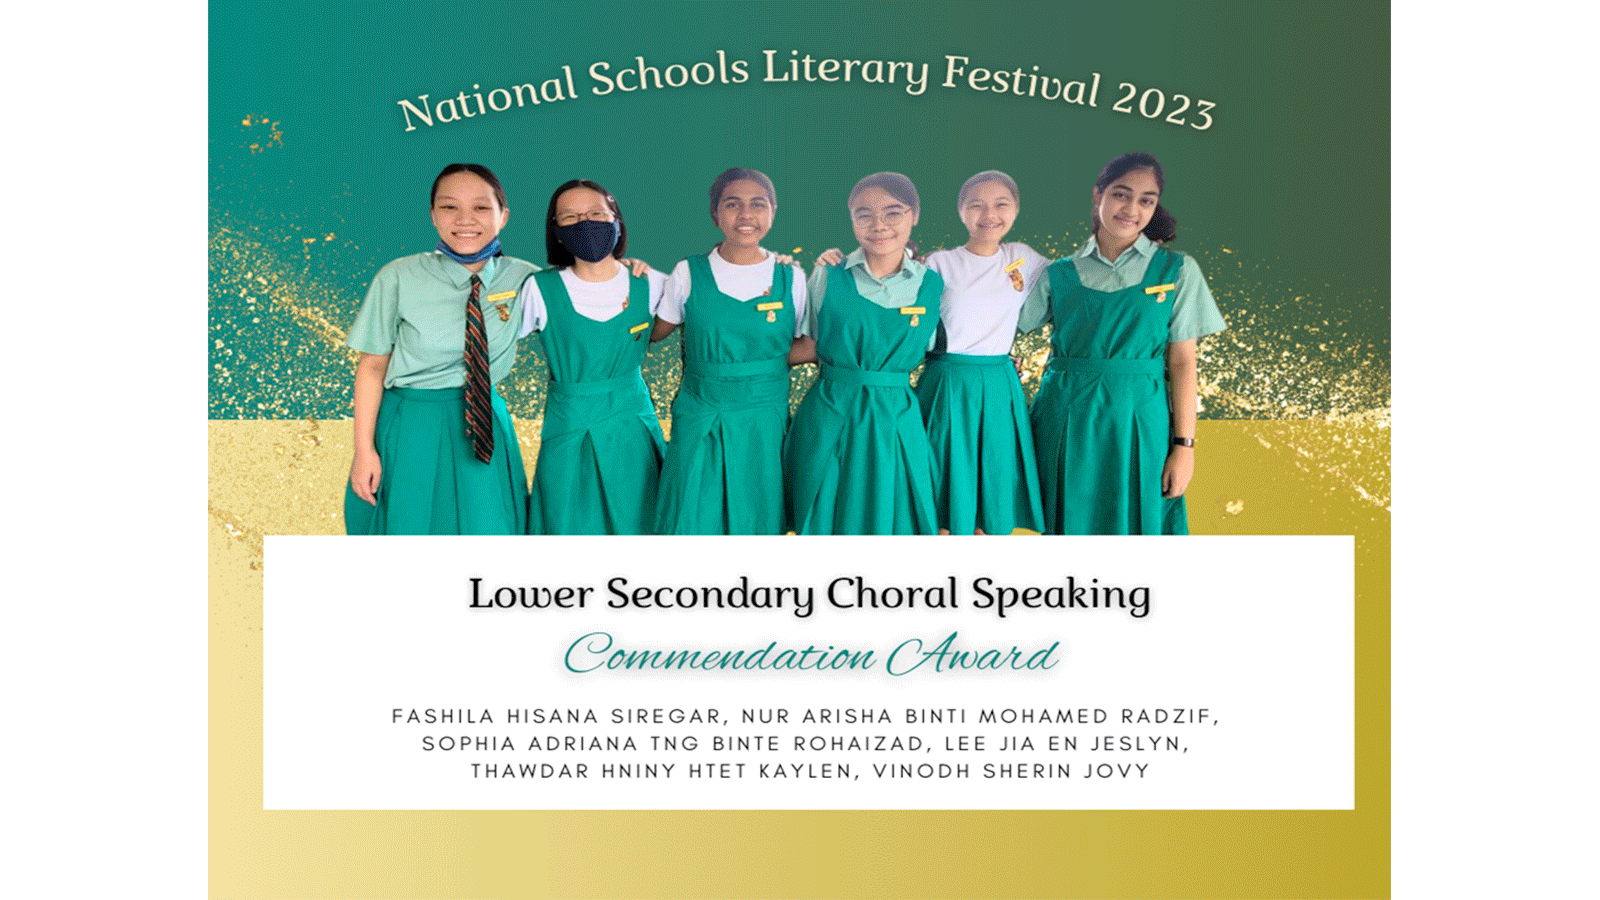 National Schools Literary Festival 2023
Lower Secondary Choral Speaking
Commendation Award
FASHILA HISANA SIREGAR, NUR ARISHA BINTI MOHAMED RADZIF,
SOPHIA ADRIANA TNG BINTE ROHAIZAD, LEE JIA EN JESLYN,
THAWDAR HNINY HTET KAYLEN, VINODH SHERIN JOVY